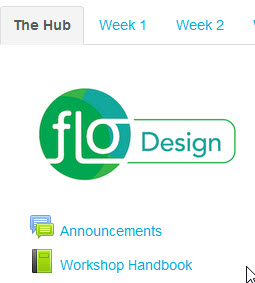 The Hub Week 1 Week 2
flo Design
Announcements
Workshop Handbook